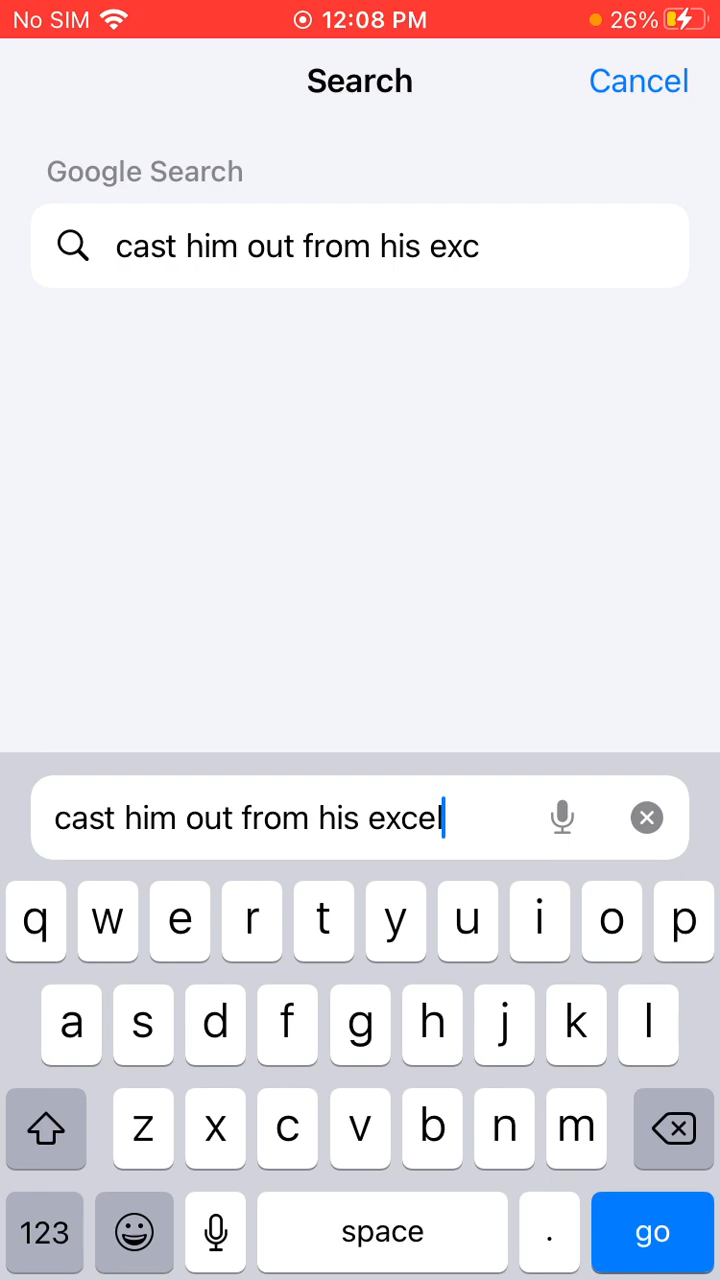 No SIM 12:08 PM 26%
Search Cancel
Google Search
cast him out from his exc
cast him out from his excel
q w e r t y u i o p
a s d f g h j k l
z x c v b n m
123 space . go